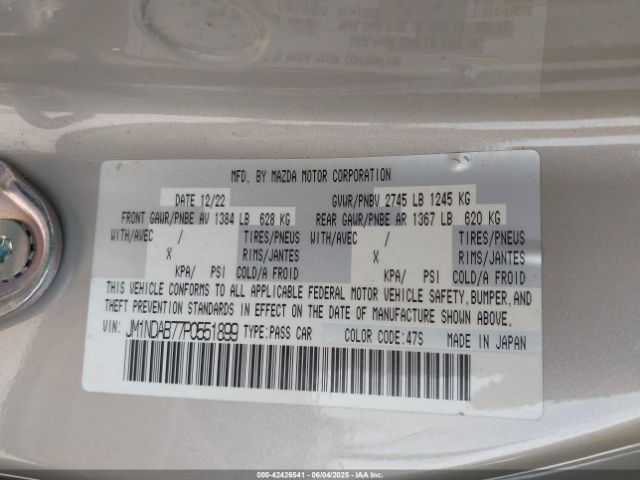 MFD. BY MAZDA MOTOR CORPORATION
DATE 12/22 GVWR/PNBV 2745 LB 1245 KG
FRONT GAWR/PNBE AV 1384 LB 628 KG REAR GAWR/PNBE AR 1367 LB 620 KG
WITH/AVEC / TIRES/PNEUS WITH/AVEC / TIRES/PNEUS
X RIMS/JANTES X RIMS/JANTES
KPA/ PSI COLD/A FROID KPA/ PSI COLD/A FROID
THIS VEHICLE CONFORMS TO ALL APPLICABLE FEDERAL MOTOR VEHICLE SAFETY, BUMPER, AND
THEFT PREVENTION STANDARDS IN EFFECT ON THE DATE OF MANUFACTURE SHOWN ABOVE.
VIN: JM1NDAB77P0551899 TYPE:PASS CAR COLOR CODE:47S MADE IN JAPAN
000-42426541 - 06/04/2025 - IAAI.COM